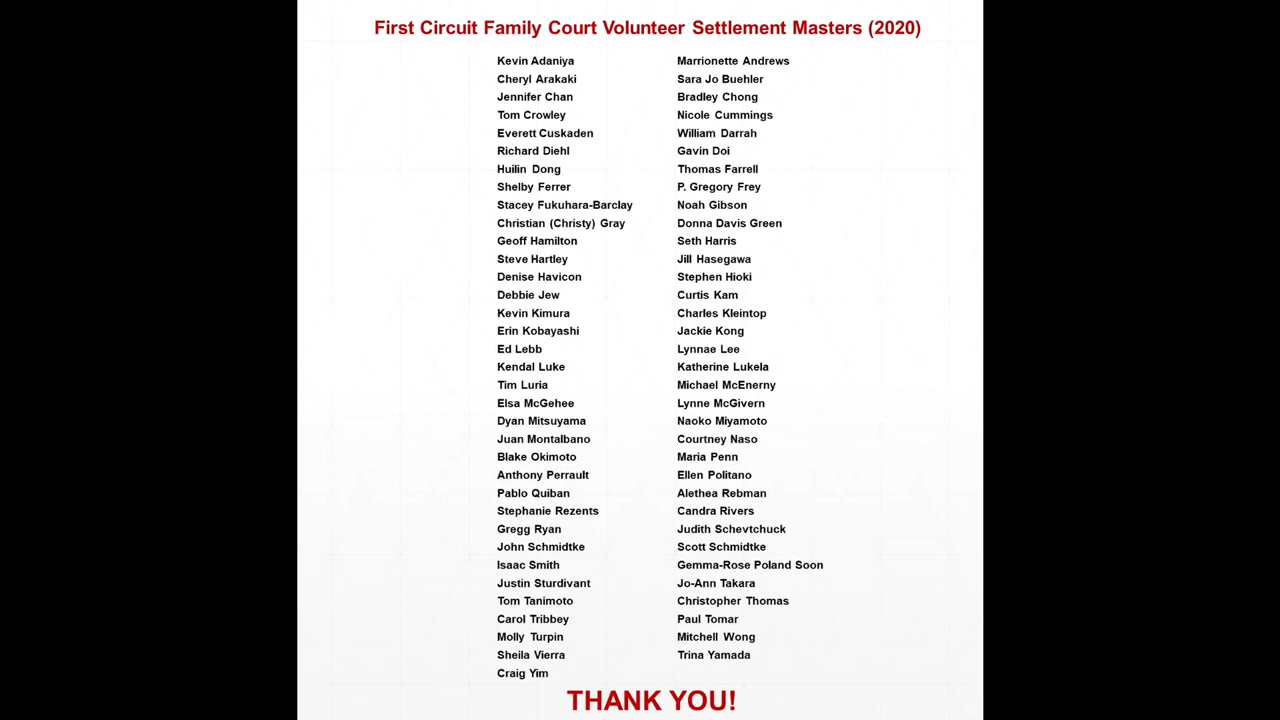 First Circuit Family Court Volunteer Settlement Masters (2020)
Kevin Adaniya
Cheryl Arakaki
Jennifer Chan
Tom Crowley
Everett Cuskaden
Richard Diehl
Huilin Dong
Shelby Ferrer
Stacey Fukuhara-Barclay
Christian (Christy) Gray
Geoff Hamilton
Steve Hartley
Denise Havicon
Debbie Jew
Kevin Kimura
Erin Kobayashi
Ed Lebb
Kendal Luke
Tim Luria
Elsa McGehee
Dyan Mitsuyama
Juan Montalbano
Blake Okimoto
Anthony Perrault
Pablo Quiban
Stephanie Rezents
Gregg Ryan
John Schmidtke
Isaac Smith
Justin Sturdivant
Tom Tanimoto
Carol Tribbey
Molly Turpin
Sheila Vierra
Craig Yim
Marrionette Andrews
Sara Jo Buehler
Bradley Chong
Nicole Cummings
William Darrah
Gavin Doi
Thomas Farrell
P. Gregory Frey
Noah Gibson
Donna Davis Green
Seth Harris
Jill Hasegawa
Stephen Hioki
Curtis Kam
Charles Kleintop
Jackie Kong
Lynnae Lee
Katherine Lukela
Michael McEnerny
Lynne McGivern
Naoko Miyamoto
Courtney Naso
Maria Penn
Ellen Politano
Alethea Rebman
Candra Rivers
Judith Schevtchuck
Scott Schmidtke
Gemma-Rose Poland Soon
Jo-Ann Takara
Christopher Thomas
Paul Tomar
Mitchell Wong
Trina Yamada
THANK YOU!